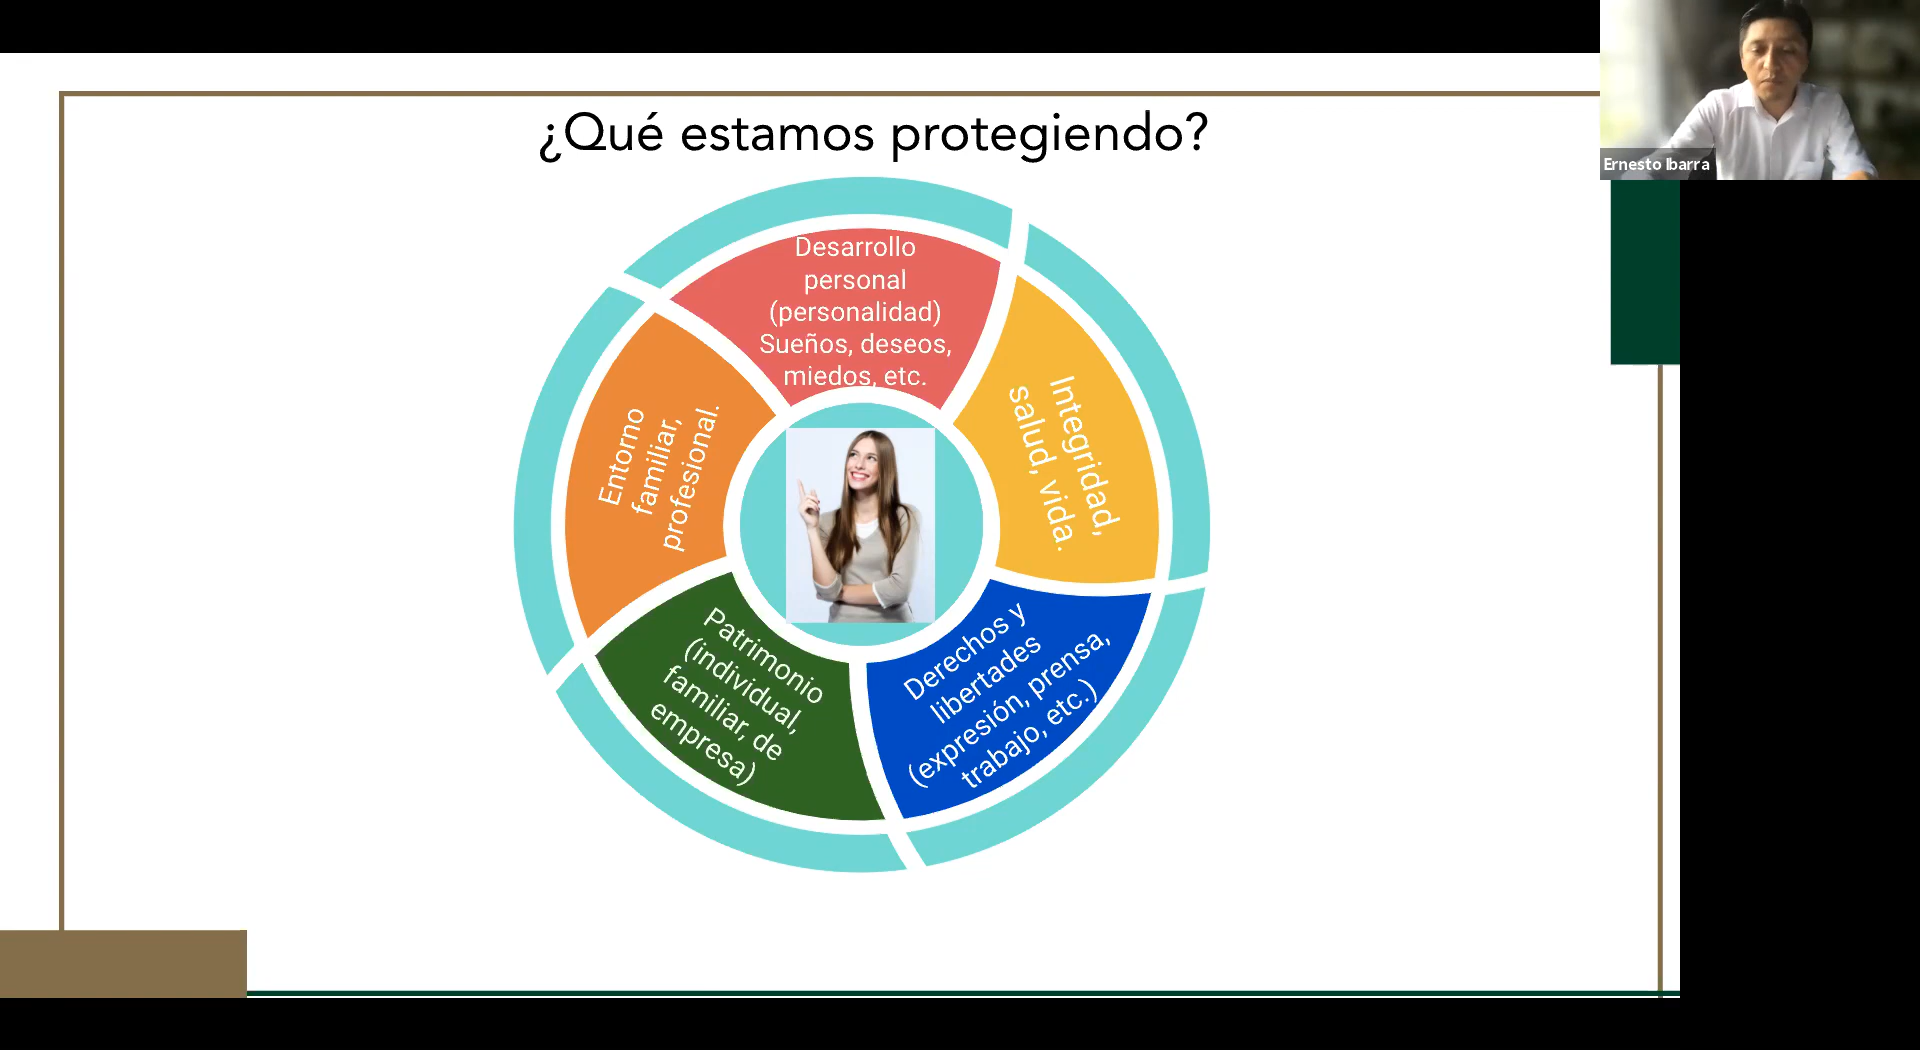 ¿Qué estamos protegiendo?
Ernesto Ibarra
Desarrollo
personal
(personalidad)
Sueños, deseos,
miedos, etc.
Integridad,
salud, vida.
Derechos y
libertades
(expresión, prensa,
trabajo, etc.)
Patrimonio
(individual,
familiar, de
empresa)
Entorno
familiar,
profesional.